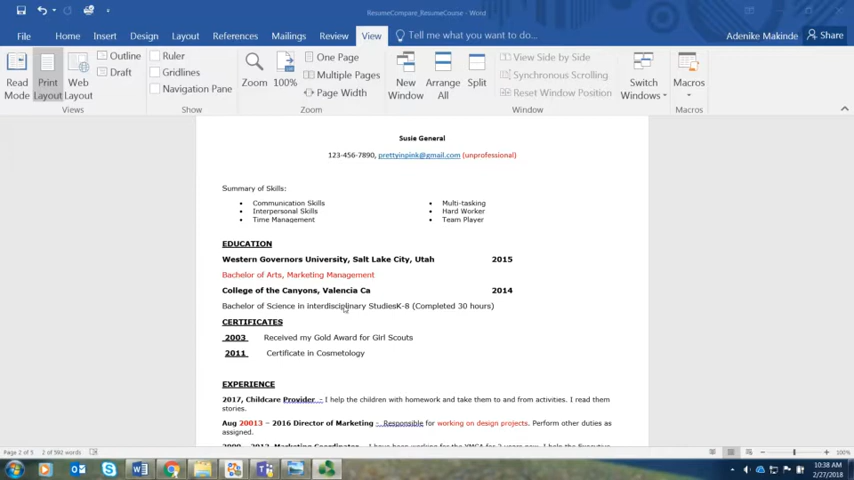 ResumeCompare_ResumeCourse - Word
Adenike Makinde
Share
File Home Insert Design Layout References Mailings Review View Tell me what you want to do...
Read Mode
Print Layout
Web Layout
Outline
Draft
Views
Ruler
Gridlines
Navigation Pane
Show
Zoom
100%
One Page
Multiple Pages
Page Width
Zoom
New Window
Arrange All
Split
View Side by Side
Synchronous Scrolling
Reset Window Position
Window
Switch Windows
Macros
Macros
Susie General
123-456-7890, prettyinpink@gmail.com (unprofessional)
Summary of Skills:
• Communication Skills
• Interpersonal Skills
• Time Management
• Multi-tasking
• Hard Worker
• Team Player
EDUCATION
Western Governors University, Salt Lake City, Utah 2015
Bachelor of Arts, Marketing Management
College of the Canyons, Valencia Ca 2014
Bachelor of Science in interdisciplinary StudiesK-8 (Completed 30 hours)
CERTIFICATES
2003 Received my Gold Award for Girl Scouts
2011 Certificate in Cosmetology
EXPERIENCE
2017, Childcare Provider - I help the children with homework and take them to and from activities. I read them
stories.
Aug 20013 – 2016 Director of Marketing - Responsible for working on design projects. Perform other duties as
assigned.
Page 2 of 5 2 of 592 words
100%
10:38 AM
2/27/2018